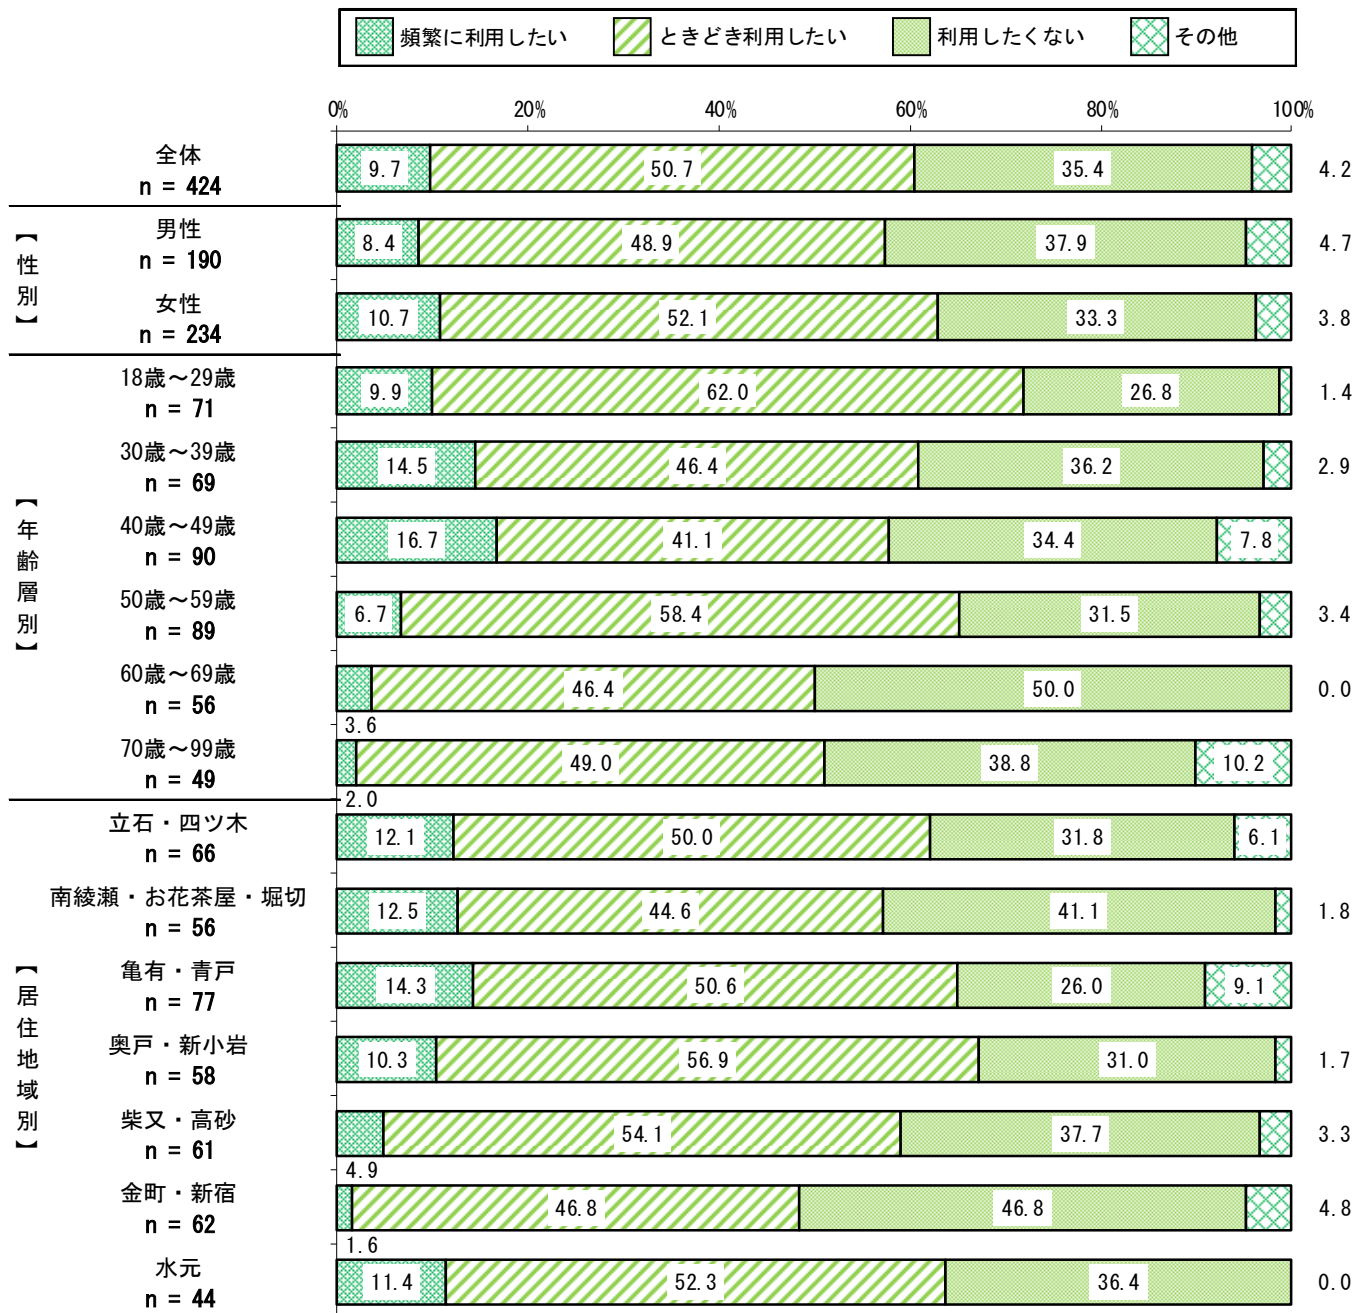 頻繁に利用したい ときどき利用したい 利用したくない その他
0% 20% 40% 60% 80% 100%
全体
n = 424
9.7 50.7 35.4 4.2
【性別】
男性
n = 190
8.4 48.9 37.9 4.7
女性
n = 234
10.7 52.1 33.3 3.8
【年齢層別】
18歳～29歳
n = 71
9.9 62.0 26.8 1.4
30歳～39歳
n = 69
14.5 46.4 36.2 2.9
40歳～49歳
n = 90
16.7 41.1 34.4 7.8
50歳～59歳
n = 89
6.7 58.4 31.5 3.4
60歳～69歳
n = 56
3.6 46.4 50.0 0.0
70歳～99歳
n = 49
2.0 49.0 38.8 10.2
【居住地域別】
立石・四ツ木
n = 66
12.1 50.0 31.8 6.1
南綾瀬・お花茶屋・堀切
n = 56
12.5 44.6 41.1 1.8
亀有・青戸
n = 77
14.3 50.6 26.0 9.1
奥戸・新小岩
n = 58
10.3 56.9 31.0 1.7
柴又・高砂
n = 61
4.9 54.1 37.7 3.3
金町・新宿
n = 62
1.6 46.8 46.8 4.8
水元
n = 44
11.4 52.3 36.4 0.0